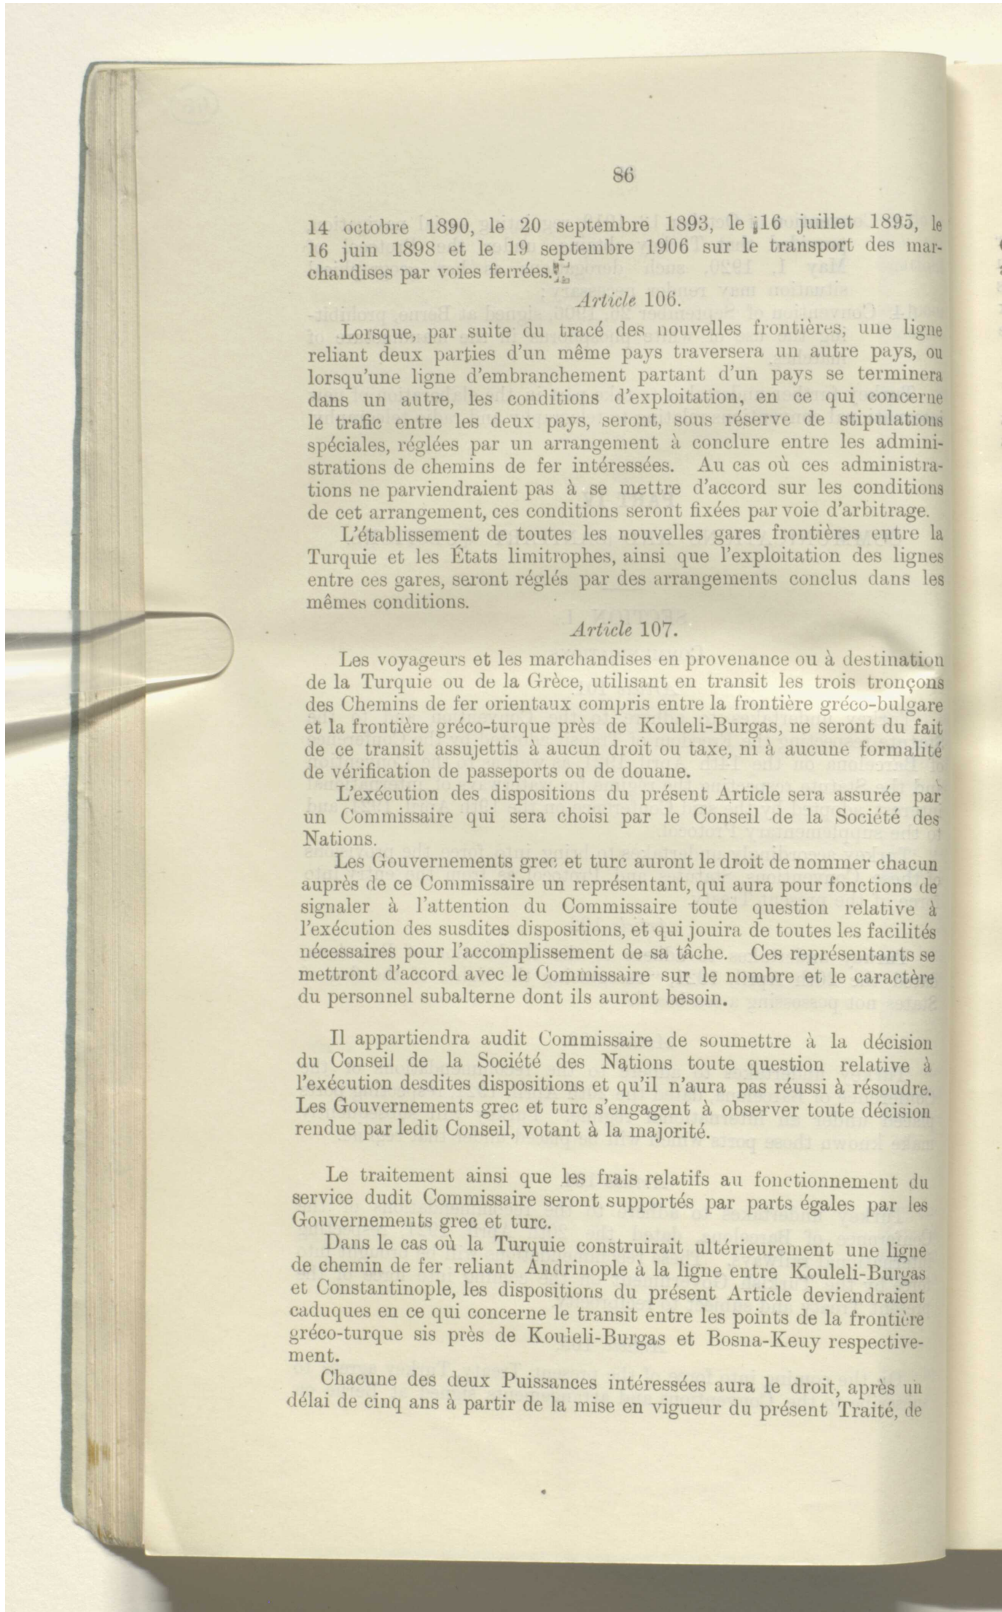 86
14 octobre 1890, le 20 septembre 1893, le 16 juillet 1895, le
16 juin 1898 et le 19 septembre 1906 sur le transport des mar-
chandises par voies ferrées.
Article 106.
Lorsque, par suite du tracé des nouvelles frontières, une ligne
reliant deux parties d'un même pays traversera un autre pays, ou
lorsqu'une ligne d'embranchement partant d'un pays se terminera
dans un autre, les conditions d'exploitation, en ce qui concerne
le trafic entre les deux pays, seront, sous réserve de stipulations
spéciales, réglées par un arrangement à conclure entre les admini-
strations de chemins de fer intéressées. Au cas où ces administra-
tions ne parviendraient pas à se mettre d'accord sur les conditions
de cet arrangement, ces conditions seront fixées par voie d'arbitrage.
L'établissement de toutes les nouvelles gares frontières entre la
Turquie et les États limitrophes, ainsi que l'exploitation des lignes
entre ces gares, seront réglés par des arrangements conclus dans les
mêmes conditions.
Article 107.
Les voyageurs et les marchandises en provenance ou à destination
de la Turquie ou de la Grèce, utilisant en transit les trois tronçons
des Chemins de fer orientaux compris entre la frontière gréco-bulgare
et la frontière gréco-turque près de Kouleli-Burgas, ne seront du fait
de ce transit assujettis à aucun droit ou taxe, ni à aucune formalité
de vérification de passeports ou de douane.
L'exécution des dispositions du présent Article sera assurée par
un Commissaire qui sera choisi par le Conseil de la Société des
Nations.
Les Gouvernements grec et turc auront le droit de nommer chacun
auprès de ce Commissaire un représentant, qui aura pour fonctions de
signaler à l'attention du Commissaire toute question relative à
l'exécution des susdites dispositions, et qui jouira de toutes les facilités
nécessaires pour l'accomplissement de sa tâche. Ces représentants se
mettront d'accord avec le Commissaire sur le nombre et le caractère
du personnel subalterne dont ils auront besoin.
Il appartiendra audit Commissaire de soumettre à la décision
du Conseil de la Société des Nations toute question relative à
l'exécution desdites dispositions et qu'il n'aura pas réussi à résoudre.
Les Gouvernements grec et turc s'engagent à observer toute décision
rendue par ledit Conseil, votant à la majorité.
Le traitement ainsi que les frais relatifs au fonctionnement du
service dudit Commissaire seront supportés par parts égales par les
Gouvernements grec et turc.
Dans le cas où la Turquie construirait ultérieurement une ligne
de chemin de fer reliant Andrinople à la ligne entre Kouleli-Burgas
et Constantinople, les dispositions du présent Article deviendraient
caduques en ce qui concerne le transit entre les points de la frontière
gréco-turque sis près de Kouleli-Burgas et Bosna-Keuy respective-
ment.
Chacune des deux Puissances intéressées aura le droit, après un
délai de cinq ans à partir de la mise en vigueur du présent Traité, de